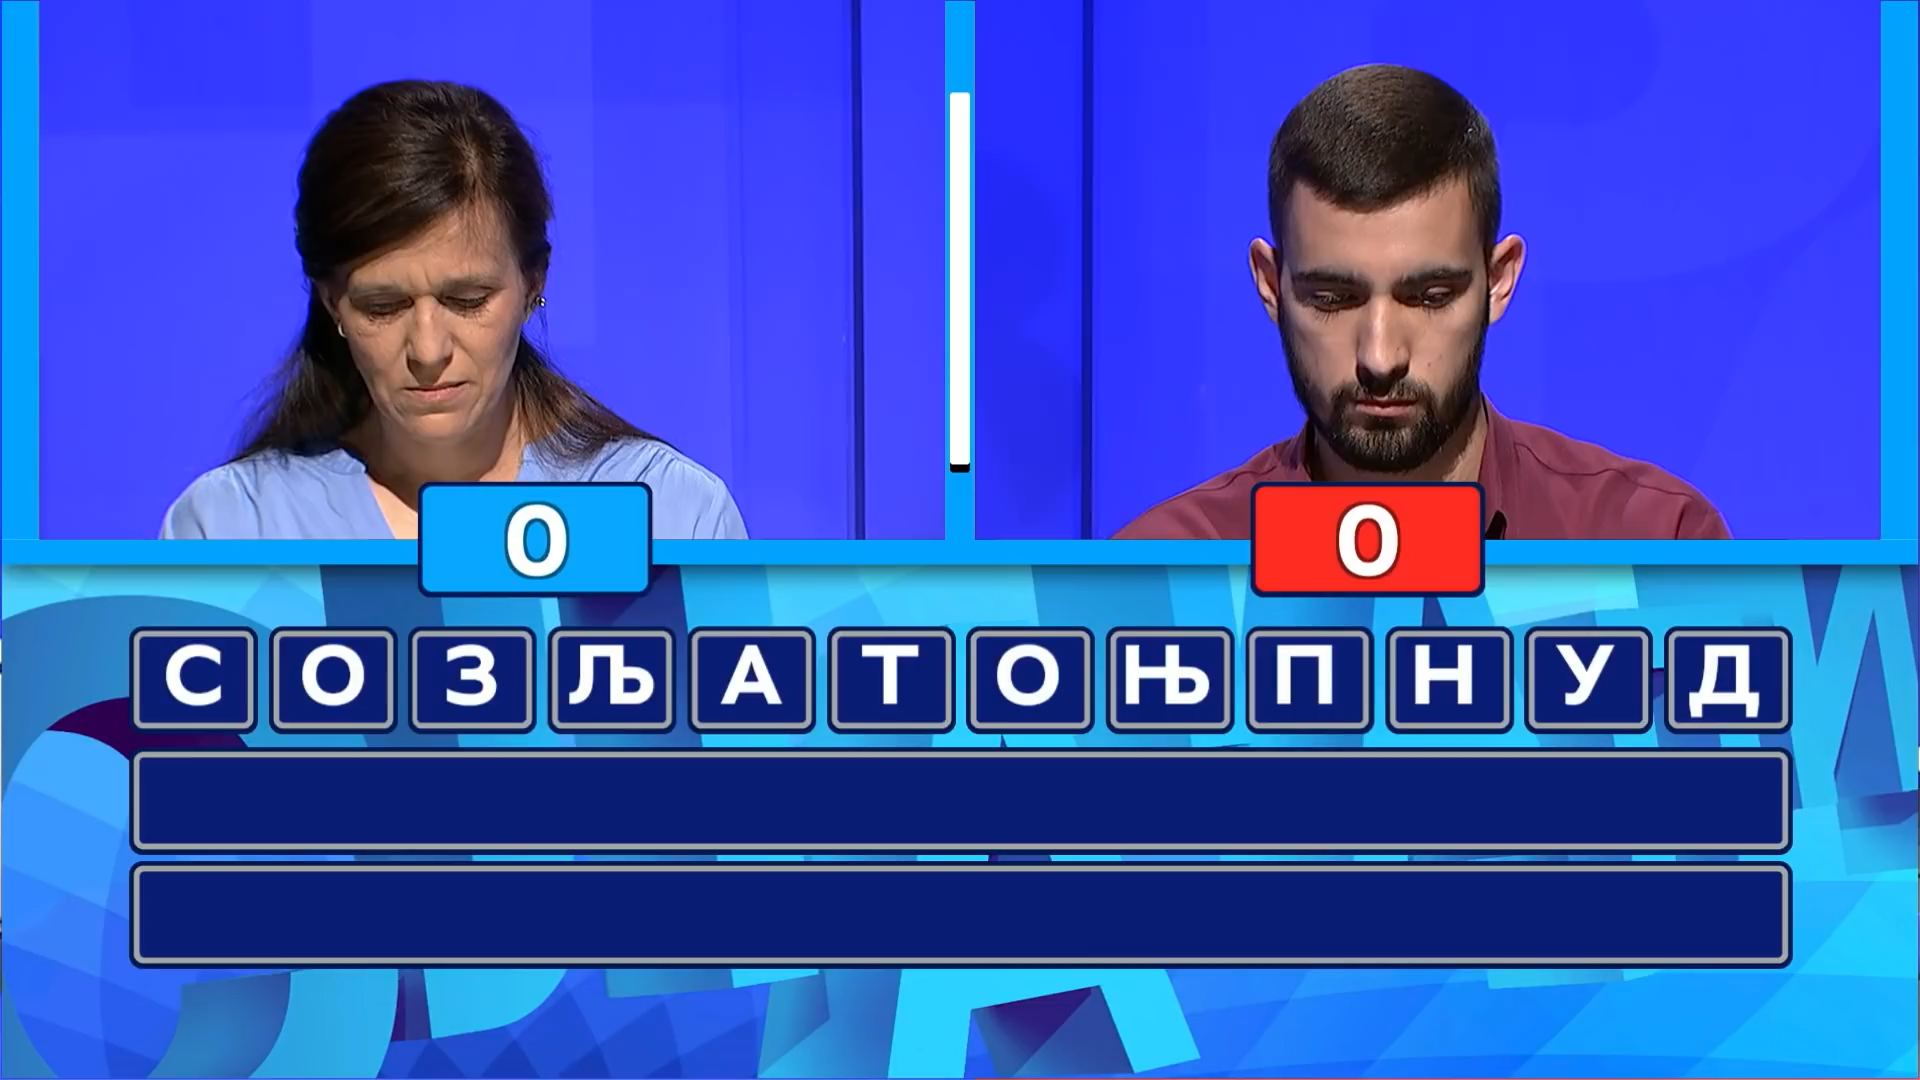 0 0
С О З Љ А Т О Њ П Н У Д